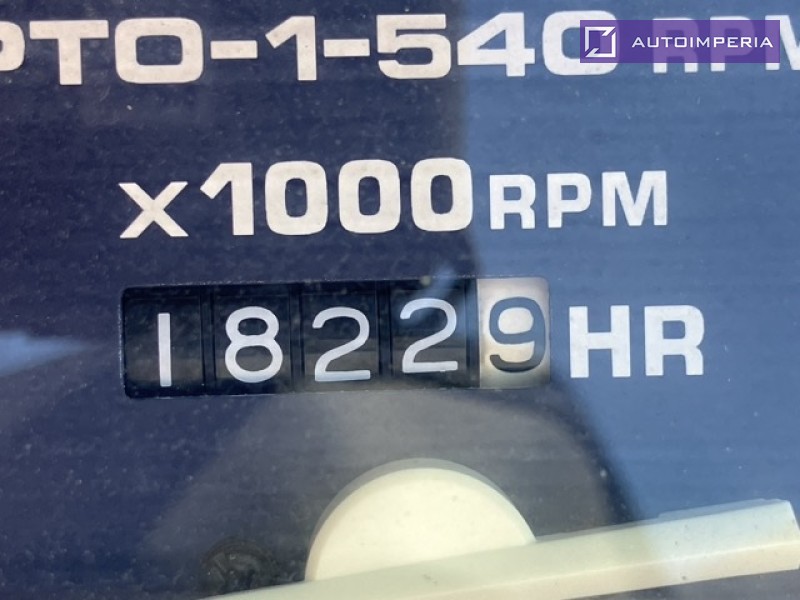 PTO-1-540 RPM
AUTOIMPERIA
x1000 RPM
18229 HR